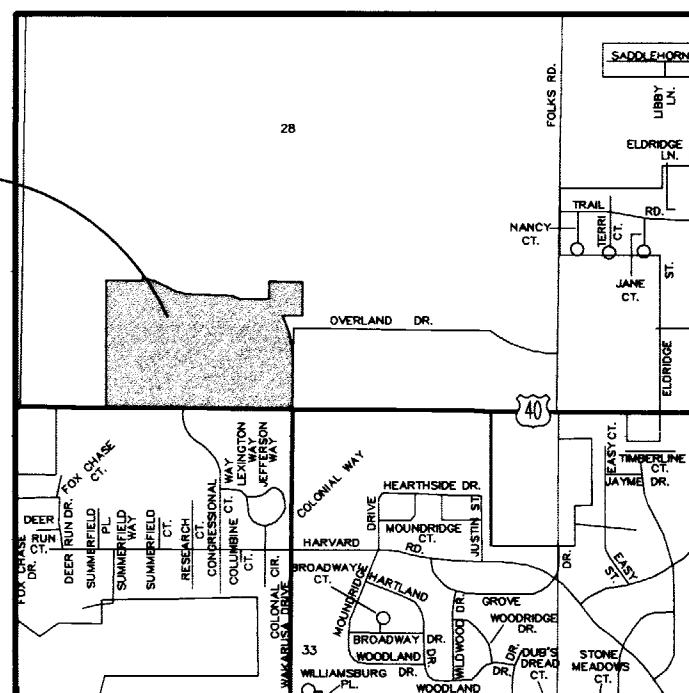 SADDLEHORN
FOLKS RD.
LIBBY
LN.
28
ELDRIDGE
LN.
TRAIL
RD.
NANCY
CT.
TERRI
CT.
JANE
CT.
ST.
ELDRIDGE
OVERLAND DR.
40
FOX CHASE
CT.
WAY
LEXINGTON
WAY
JEFFERSON
WAY
COLONIAL WAY
EASY CT.
TIMBERLINE
CT.
JAYME DR.
HEARTHSIDE DR.
DRIVE
MOUNDRIDGE
CT.
JUSTIN ST.
DEER
RUN
CT.
FOX CHASE
DR.
DEER RUN DR.
SUMMERFIELD
PL.
SUMMERFIELD
WAY
SUMMERFIELD
CT.
RESEARCH
CT.
CONGRESSIONAL
COLUMBINE CT.
CT.
HARVARD
RD.
DR.
EASY
ST.
COLONIAL CIR.
WAKARUSA DRIVE
BROADWAY
CT.
HARTLAND
MOUNDRIDGE
BROADWAY DR.
DR.
WILDWOOD DR.
GROVE
WOODRIDGE
DR.
33
WOODLAND
DR.
WILLIAMSBURG
PL.
WOODLAND
DR.
DR.
DUB'S
DREAD
CT.
STONE
MEADOWS
CT.